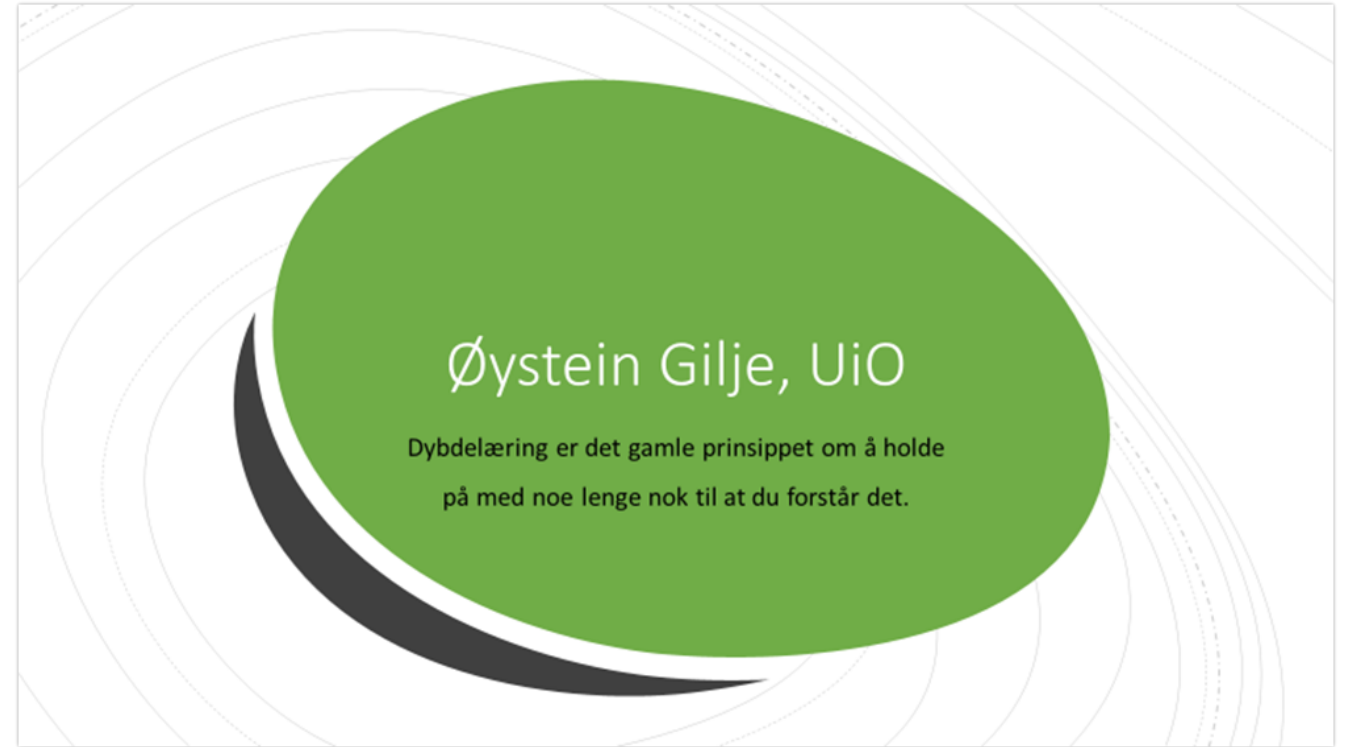 Øystein Gilje, UiO
Dybdelæring er det gamle prinsippet om å holde
på med noe lenge nok til at du forstår det.